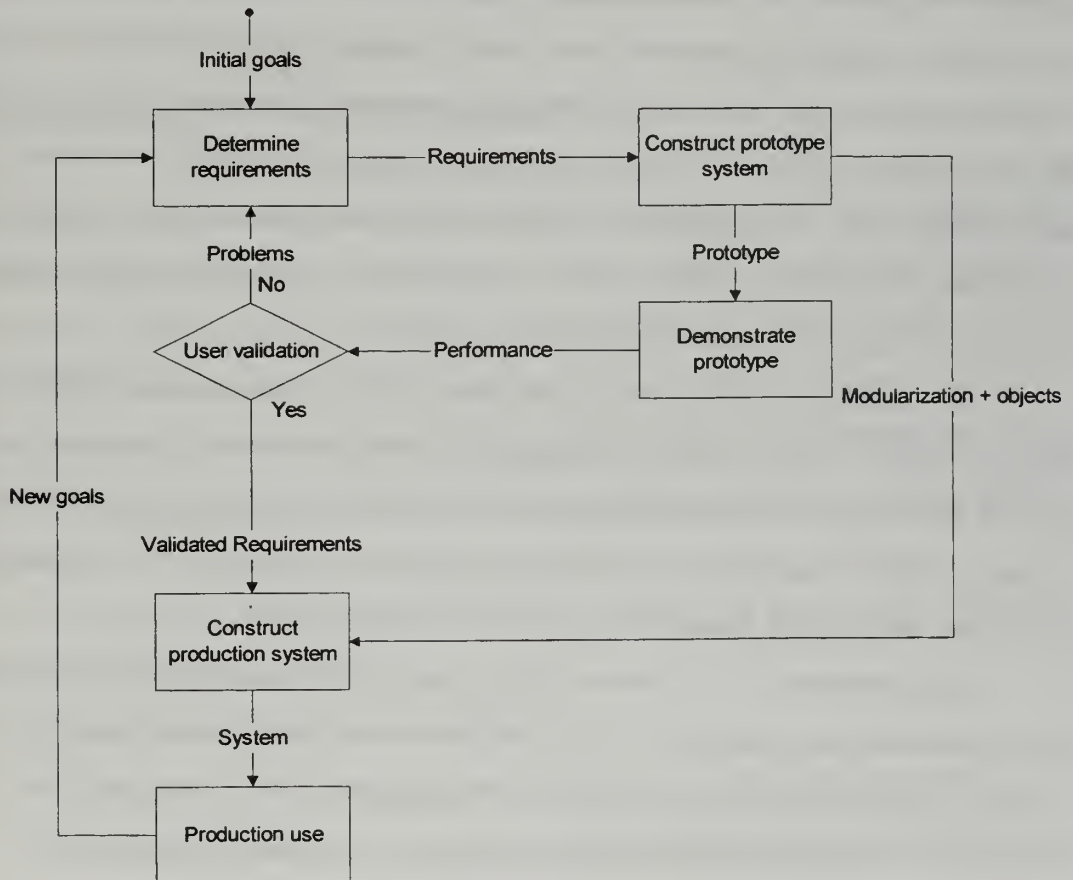 Initial goals
Determine
requirements
Requirements
Construct prototype
system
Problems
No
Prototype
User validation
Performance
Demonstrate
prototype
Yes
Modularization + objects
New goals
Validated Requirements
Construct
production system
System
Production use